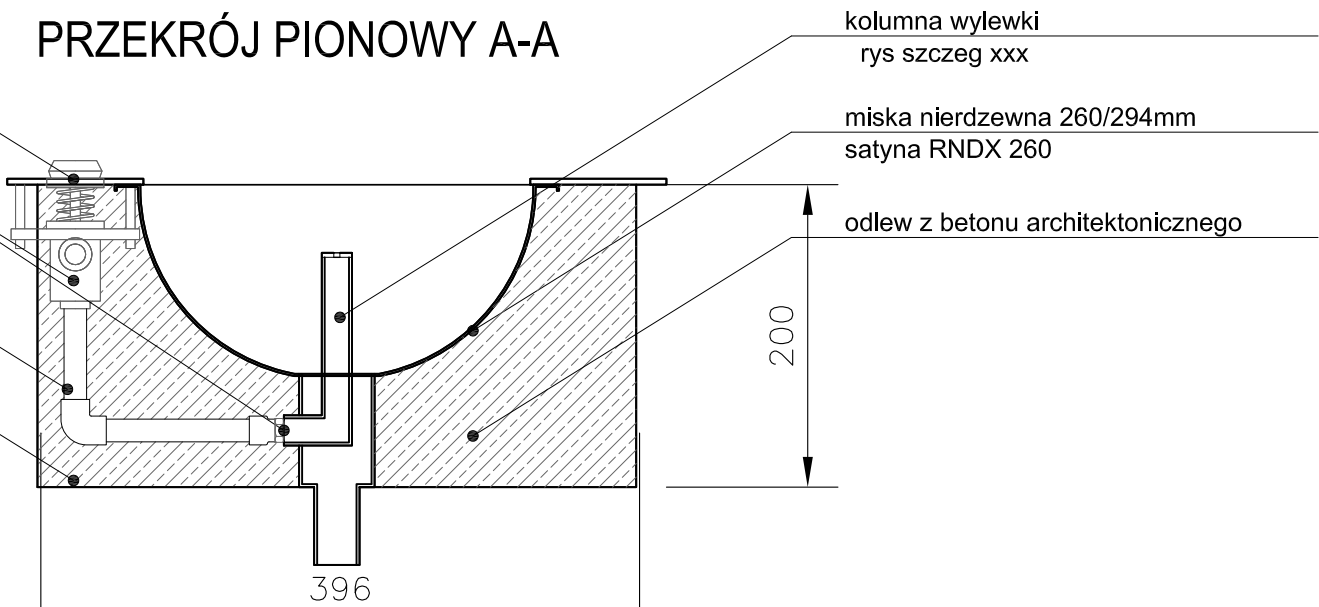 PRZEKRÓJ PIONOWY A-A
kolumna wylewki
rys szczeg xxx
miska nierdzewna 260/294mm
satyna RNDX 260
odlew z betonu architektonicznego
200
396